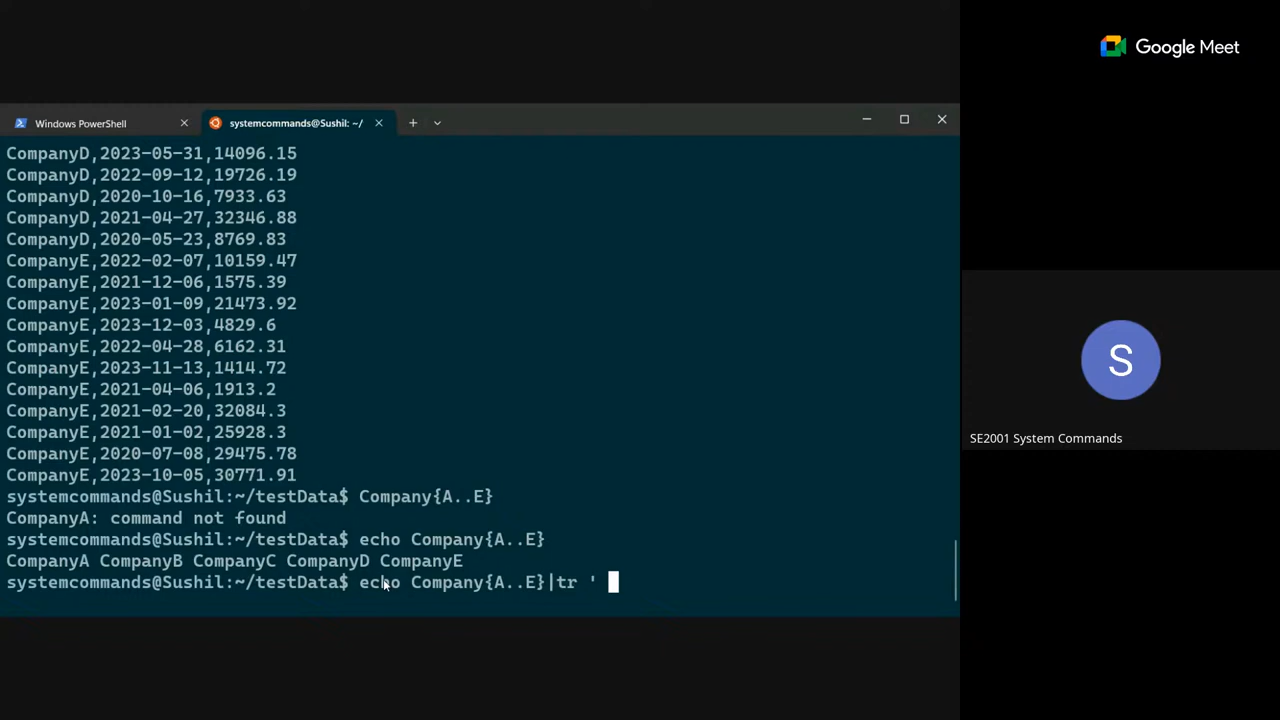 Google Meet
Windows PowerShell
systemcommands@Sushil: ~/
CompanyD,2023-05-31,14096.15
CompanyD,2022-09-12,19726.19
CompanyD,2020-10-16,7933.63
CompanyD,2021-04-27,32346.88
CompanyD,2020-05-23,8769.83
CompanyE,2022-02-07,10159.47
CompanyE,2021-12-06,1575.39
CompanyE,2023-01-09,21473.92
CompanyE,2023-12-03,4829.6
CompanyE,2022-04-28,6162.31
CompanyE,2023-11-13,1414.72
CompanyE,2021-04-06,1913.2
CompanyE,2021-02-20,32084.3
CompanyE,2021-01-02,25928.3
CompanyE,2020-07-08,29475.78
CompanyE,2023-10-05,30771.91
systemcommands@Sushil:~/testData$ Company{A..E}
CompanyA: command not found
systemcommands@Sushil:~/testData$ echo Company{A..E}
CompanyA CompanyB CompanyC CompanyD CompanyE
systemcommands@Sushil:~/testData$ echo Company{A..E}|tr '
S
SE2001 System Commands